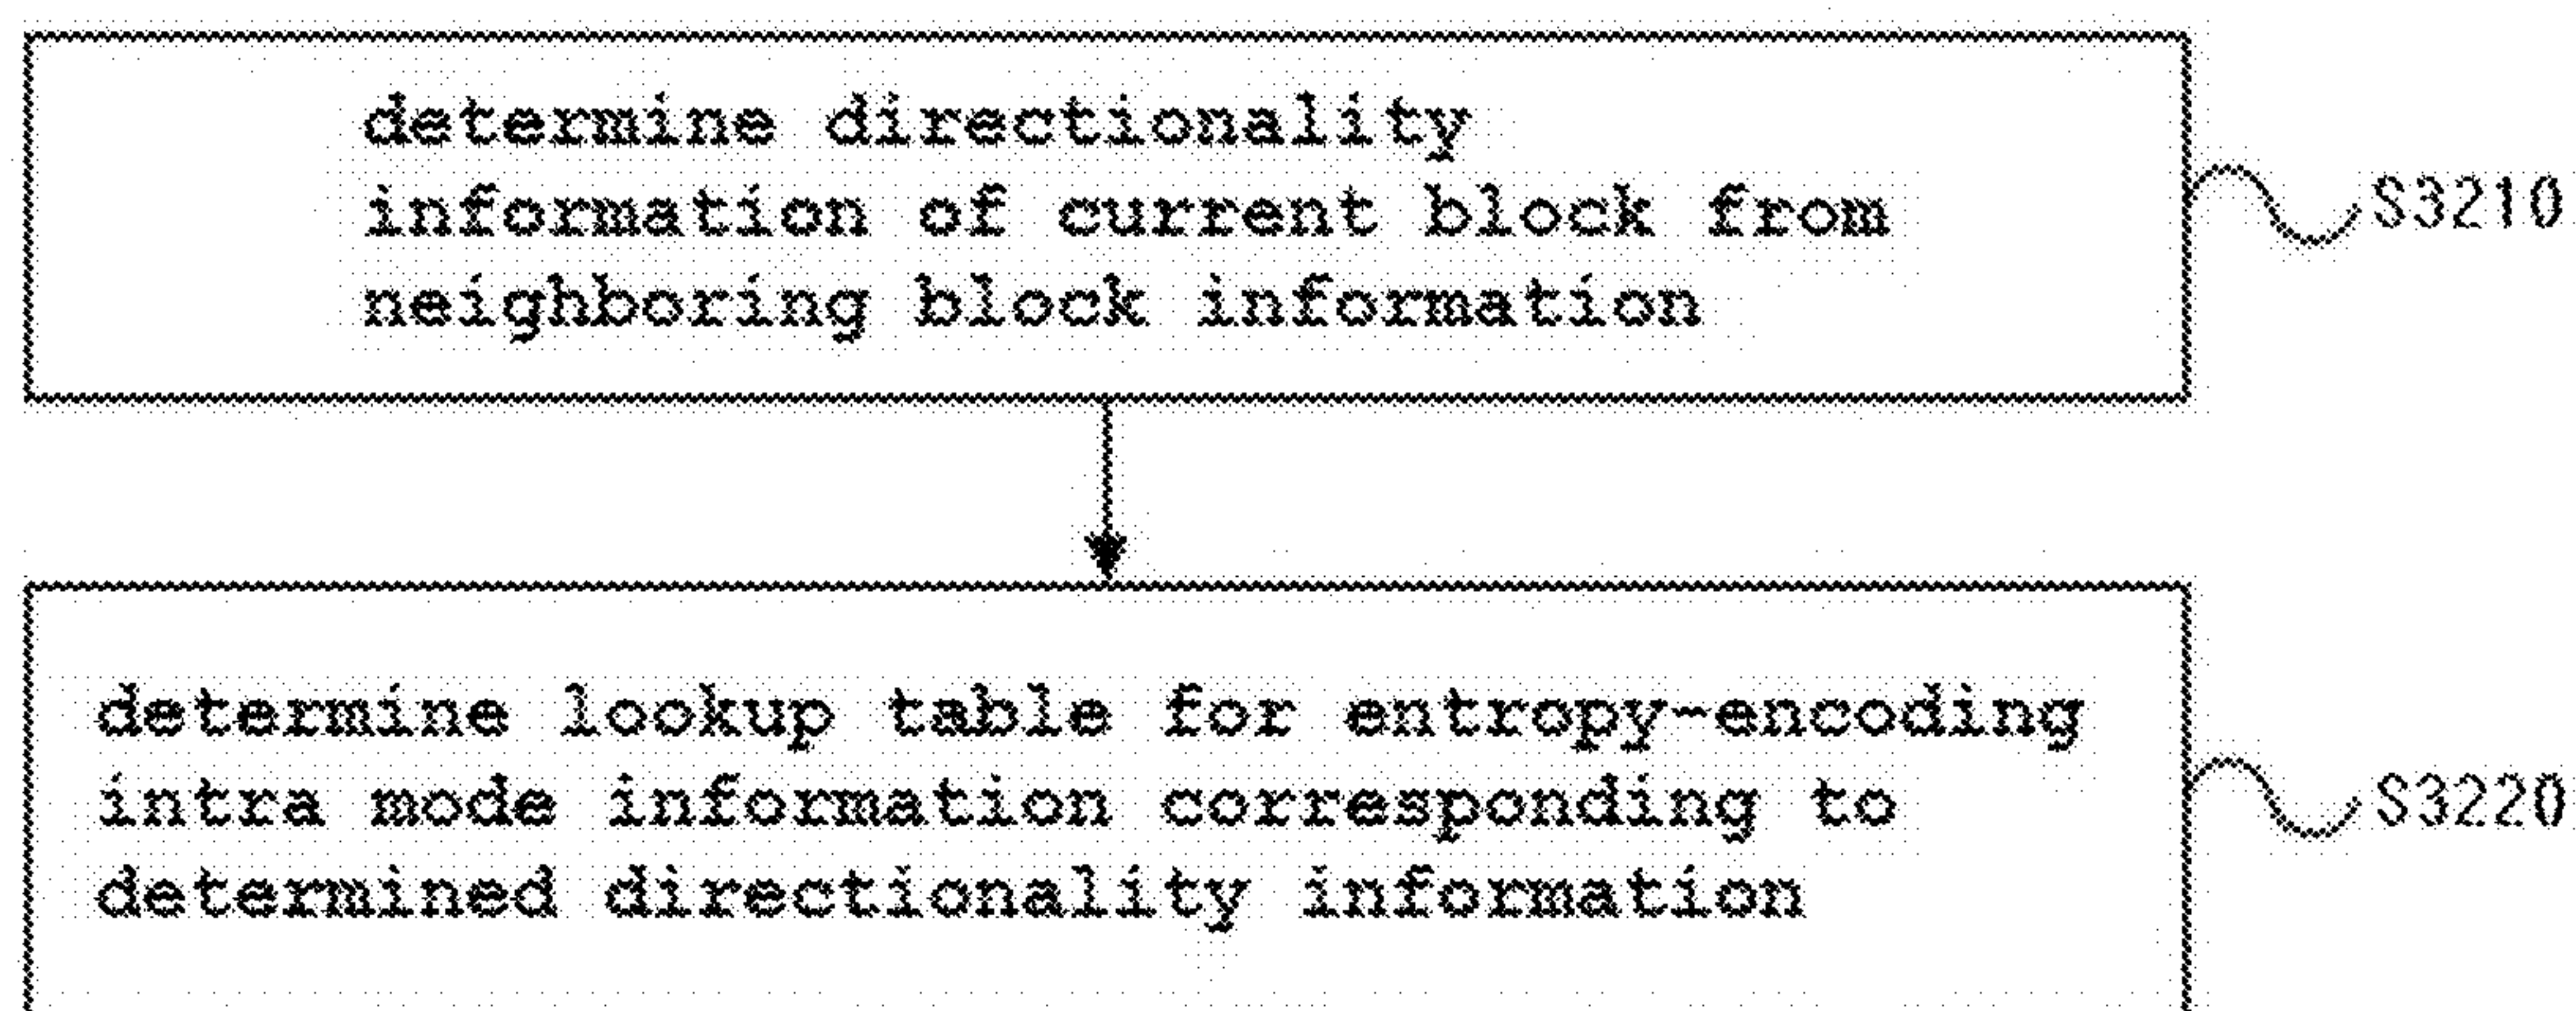 determine directionality
information of current block from
neighboring block information
S3210
determine lookup table for entropy-encoding
intra mode information corresponding to
determined directionality information
S3220